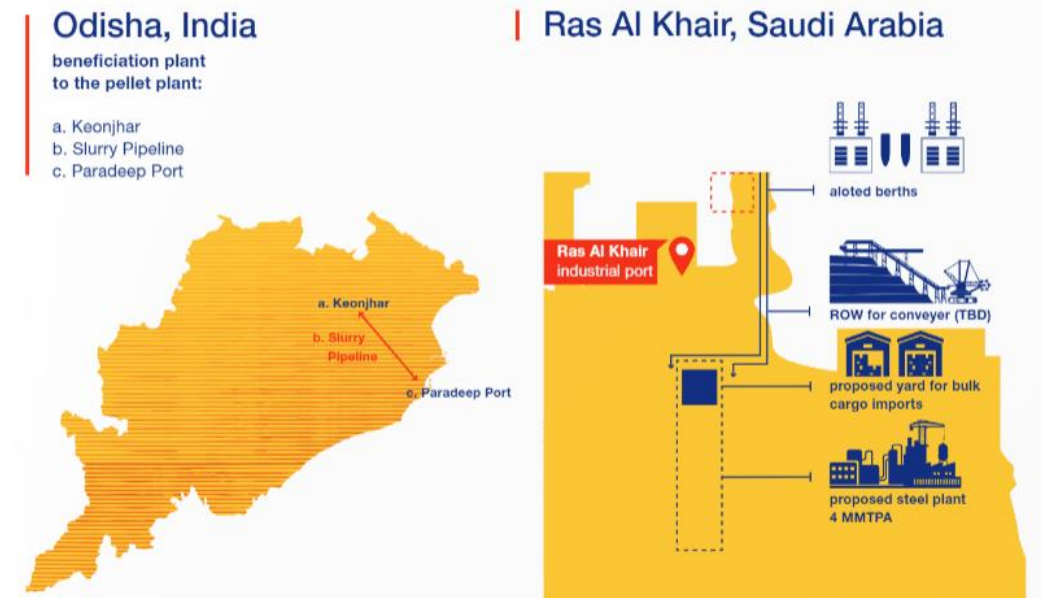 Odisha, India
beneficiation plant
to the pellet plant:
a. Keonjhar
b. Slurry Pipeline
c. Paradeep Port
a. Keonjhar
b. Slurry
Pipeline
c. Paradeep Port
Ras Al Khair, Saudi Arabia
aloted berths
Ras Al Khair
industrial port
ROW for conveyer (TBD)
proposed yard for bulk
cargo imports
proposed steel plant
4 MMTPA